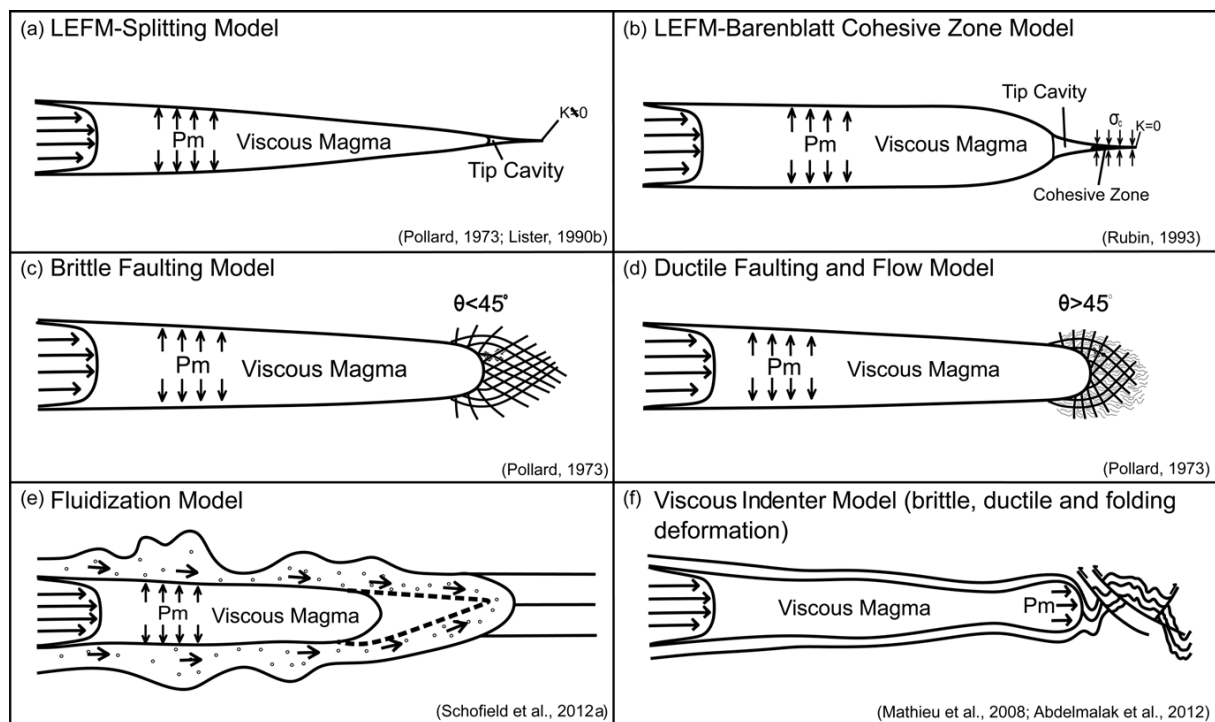 (a) LEFM-Splitting Model
K≠0
Pm
Viscous Magma
Tip Cavity
(Pollard, 1973; Lister, 1990b)
(b) LEFM-Barenblatt Cohesive Zone Model
Tip Cavity
σc
K=0
Pm
Viscous Magma
Cohesive Zone
(Rubin, 1993)
(c) Brittle Faulting Model
θ<45°
Pm
Viscous Magma
(Pollard, 1973)
(d) Ductile Faulting and Flow Model
θ>45°
Pm
Viscous Magma
(Pollard, 1973)
(e) Fluidization Model
Pm
Viscous Magma
(Schofield et al., 2012a)
(f) Viscous Indenter Model (brittle, ductile and folding
deformation)
Viscous Magma
Pm
(Mathieu et al., 2008; Abdelmalak et al., 2012)